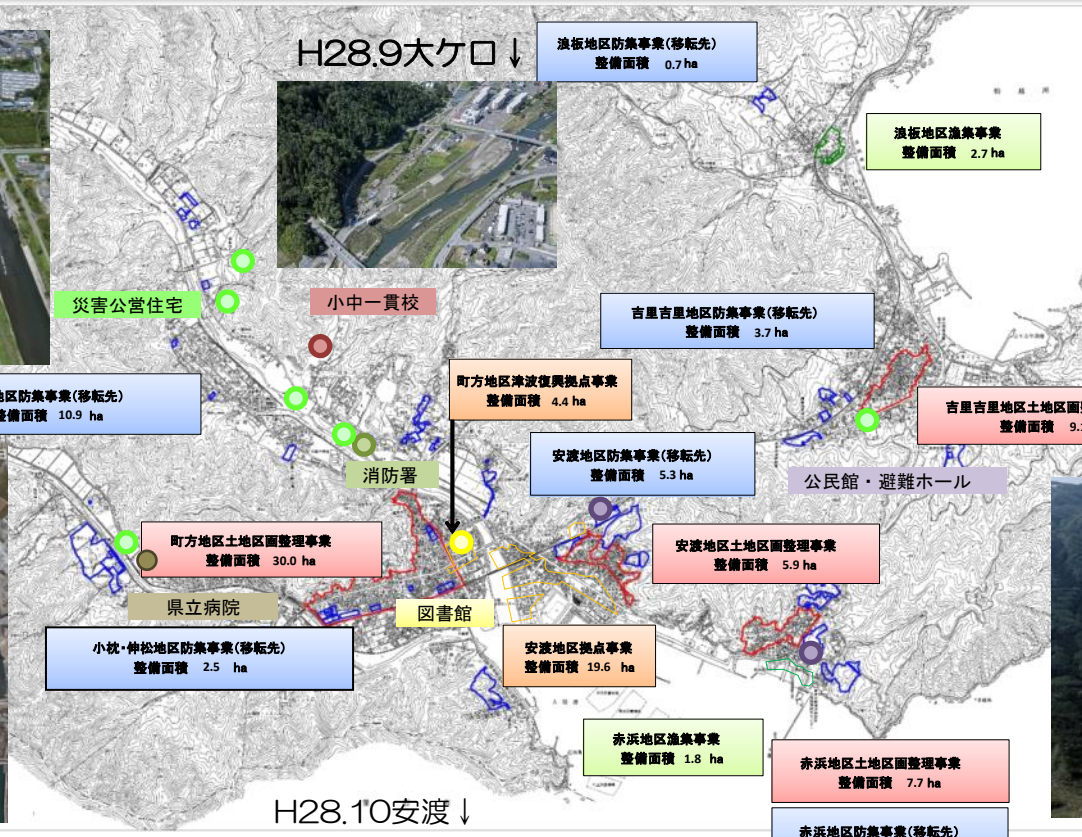 H28.9大ケ口↓
浪板地区防集事業(移転先)
整備面積 0.7 ha
浪板地区漁集事業
整備面積 2.7 ha
災害公営住宅
小中一貫校
吉里吉里地区防集事業(移転先)
整備面積 3.7 ha
地区防集事業(移転先)
整備面積 10.9 ha
町方地区津波復興拠点事業
整備面積 4.4 ha
吉里吉里地区土地区画
整備面積 9.
安渡地区防集事業(移転先)
整備面積 5.3 ha
消防署
公民館・避難ホール
町方地区土地区画整理事業
整備面積 30.0 ha
安渡地区土地区画整理事業
整備面積 5.9 ha
県立病院
図書館
小枕・伸松地区防集事業(移転先)
整備面積 2.5 ha
安渡地区拠点事業
整備面積 19.6 ha
赤浜地区漁集事業
整備面積 1.8 ha
赤浜地区土地区画整理事業
整備面積 7.7 ha
H28.10安渡↓
赤浜地区防集事業(移転先)